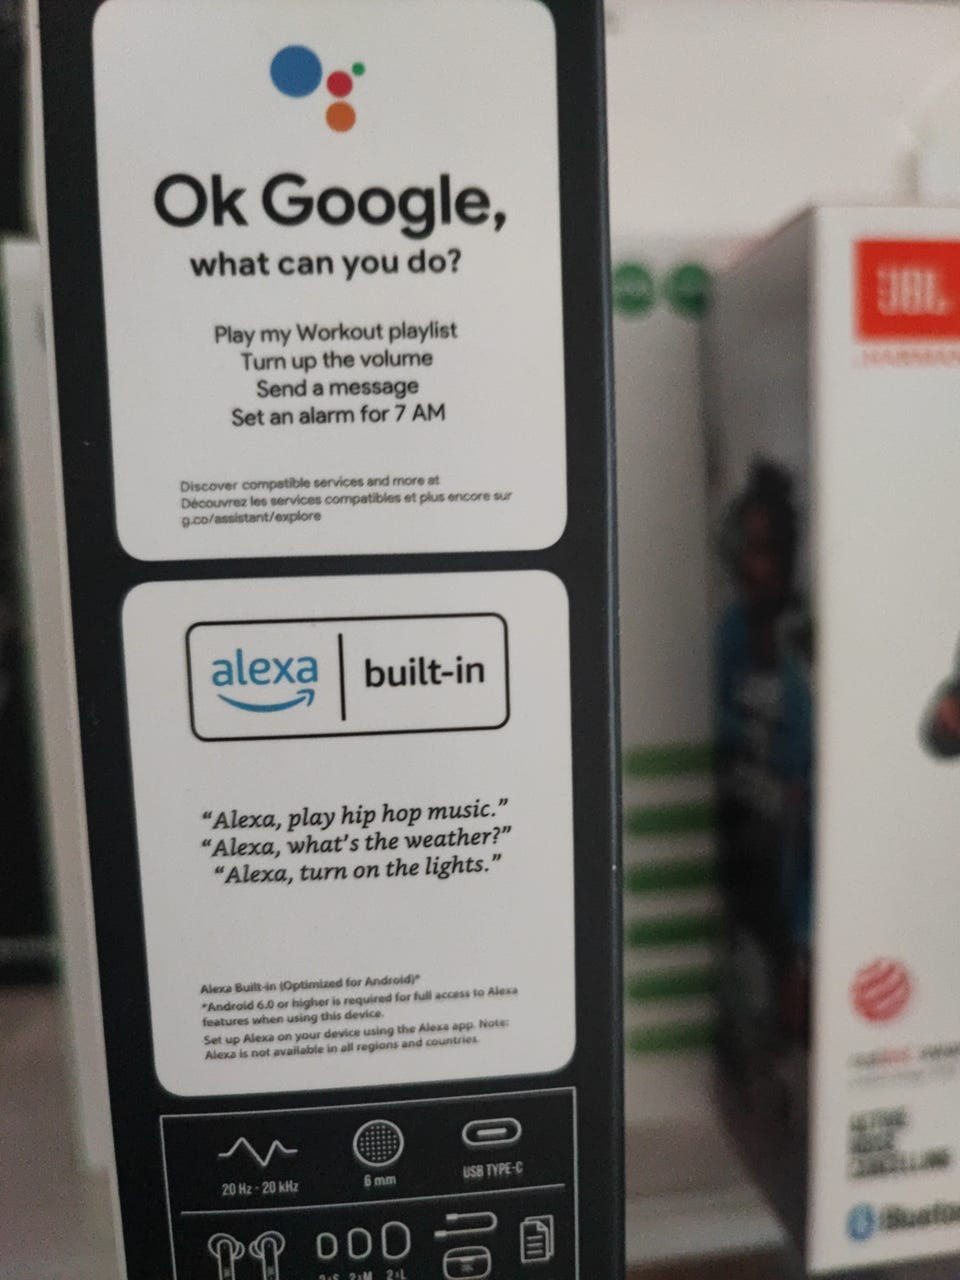 Ok Google,
what can you do?
Play my Workout playlist
Turn up the volume
Send a message
Set an alarm for 7 AM
Discover compatible services and more at
Découvrez les services compatibles et plus encore sur
g.co/assistant/explore
alexa | built-in
“Alexa, play hip hop music.”
“Alexa, what's the weather?”
“Alexa, turn on the lights.”
Alexa Built-in (Optimized for Android)*
*Android 6.0 or higher is required for full access to Alexa
features when using this device.
Set up Alexa on your device using the Alexa app. Note:
Alexa is not available in all regions and countries.
20 Hz - 20 kHz
6 mm
USB TYPE-C
JBL
HARMAN